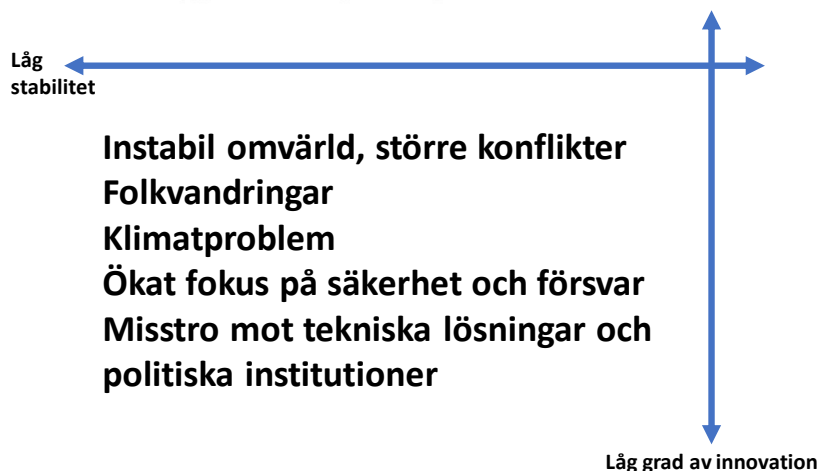 Låg
stabilitet
Instabil omvärld, större konflikter
Folkvandringar
Klimatproblem
Ökat fokus på säkerhet och försvar
Misstro mot tekniska lösningar och
politiska institutioner
Låg grad av innovation